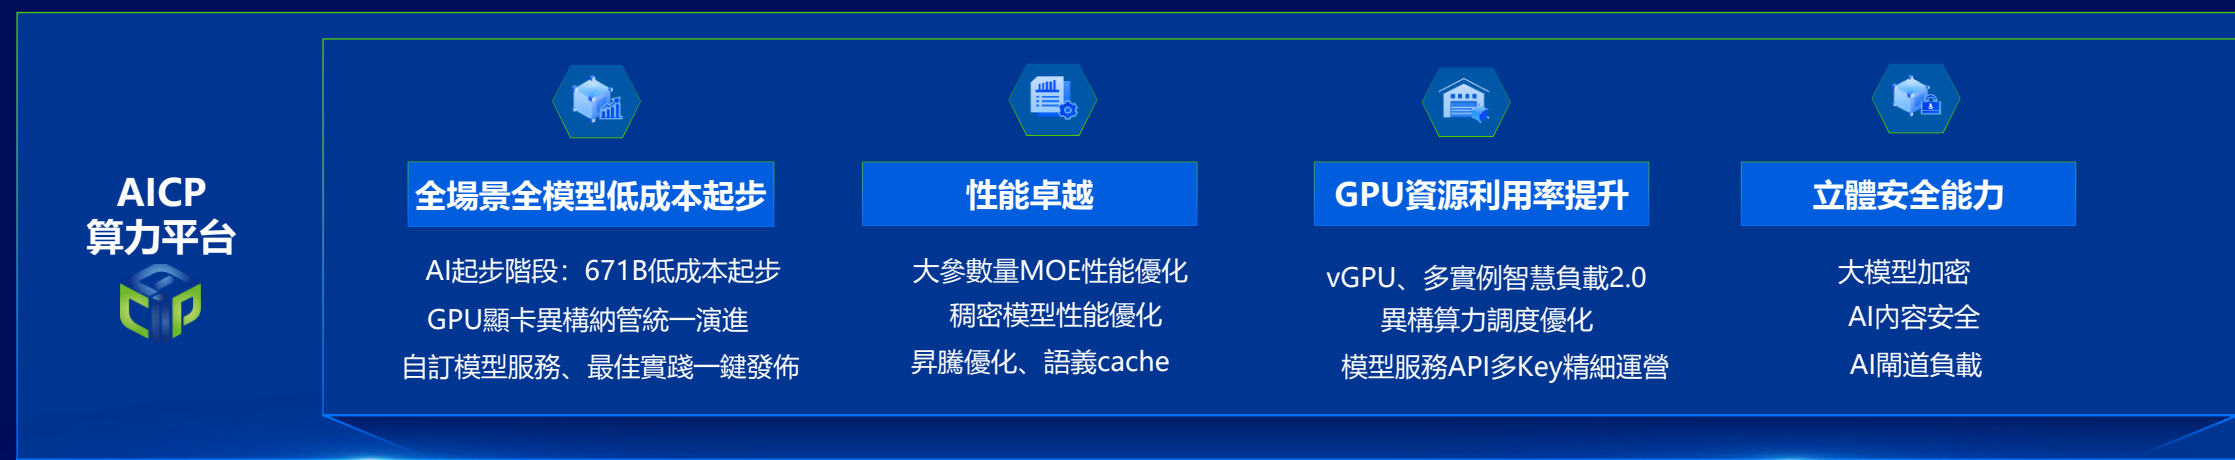 AICP
算力平台
全場景全模型低成本起步
AI起步階段：671B低成本起步
GPU顯卡異構納管統一演進
自訂模型服務、最佳實踐一鍵發佈
性能卓越
大參數量MOE性能優化
稠密模型性能優化
昇騰優化、語義cache
GPU資源利用率提升
vGPU、多實例智慧負載2.0
異構算力調度優化
模型服務API多Key精細運營
立體安全能力
大模型加密
AI內容安全
AI閘道負載